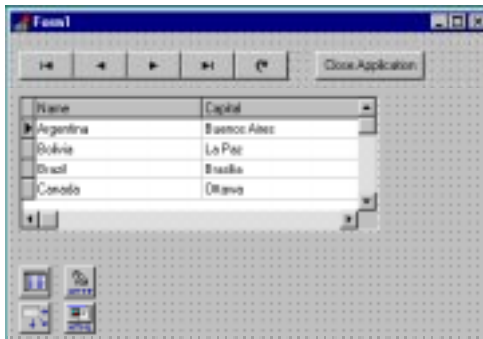 Form1
Close Application
Name Capital
Argentina Buenos Aires
Bolivia La Paz
Brazil Brasilia
Canada Ottawa